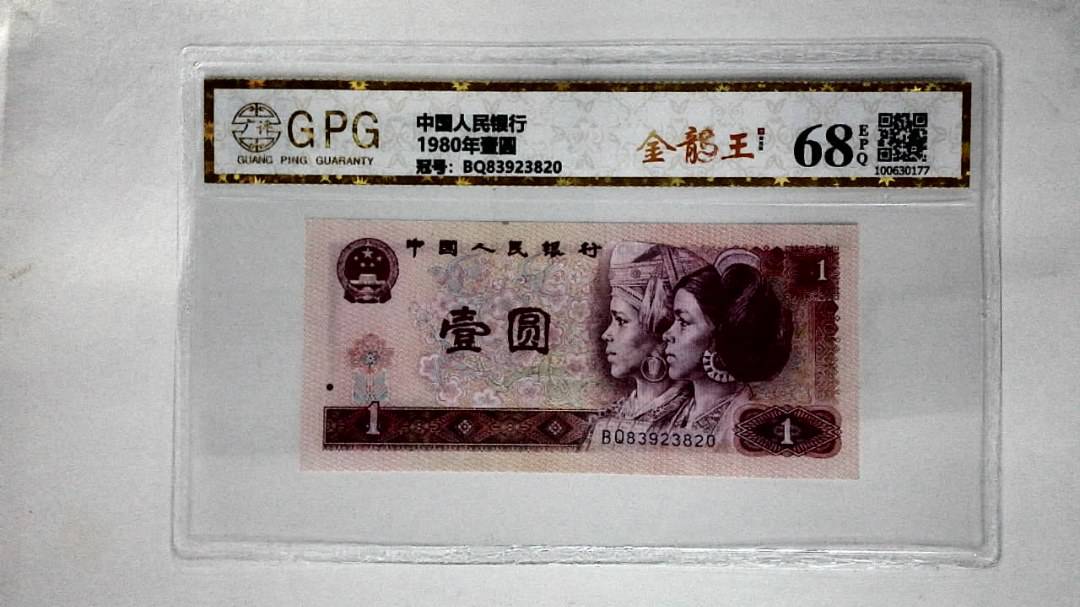 GPG
GUANG PING GUARANTY
中国人民银行
1980年壹圆
冠号：BQ83923820
金龍王
68
EPQ
100630177
中国人民银行
1
壹圆
1
BQ83923820
1